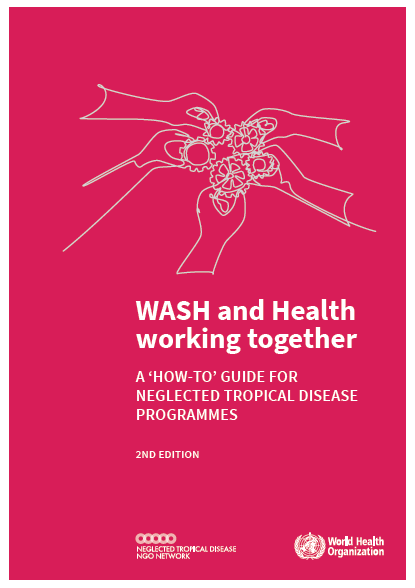 WASH and Health
working together
A ‘HOW-TO’ GUIDE FOR
NEGLECTED TROPICAL DISEASE
PROGRAMMES
2ND EDITION
NEGLECTED TROPICAL DISEASE
NGO NETWORK
World Health
Organization